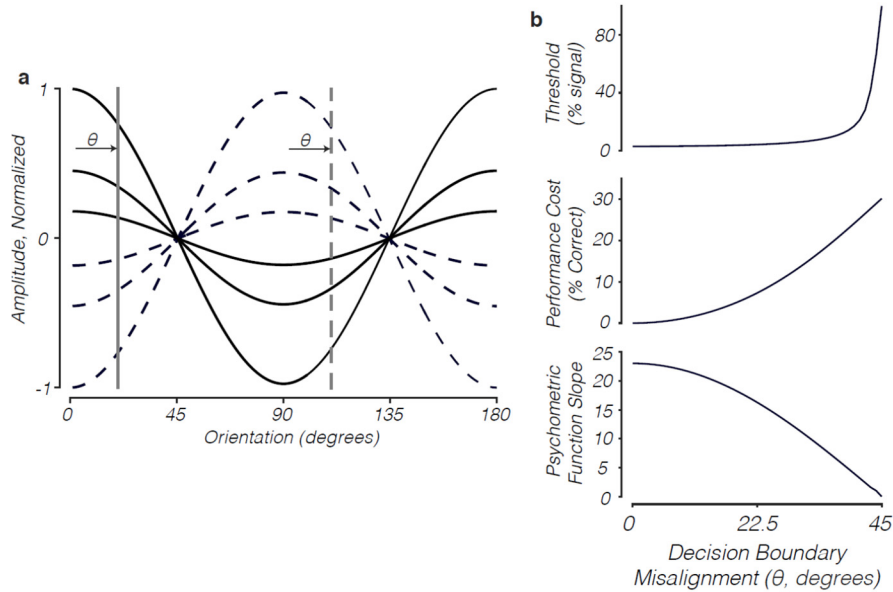 a
Amplitude, Normalized
1
0
-1
θ
θ
0
45
90
135
180
Orientation (degrees)
b
Threshold
(% signal)
80
40
0
Performance Cost
(% Correct)
30
20
10
0
Psychometric
Function Slope
25
20
15
10
5
0
0
22.5
45
Decision Boundary
Misalignment (θ, degrees)